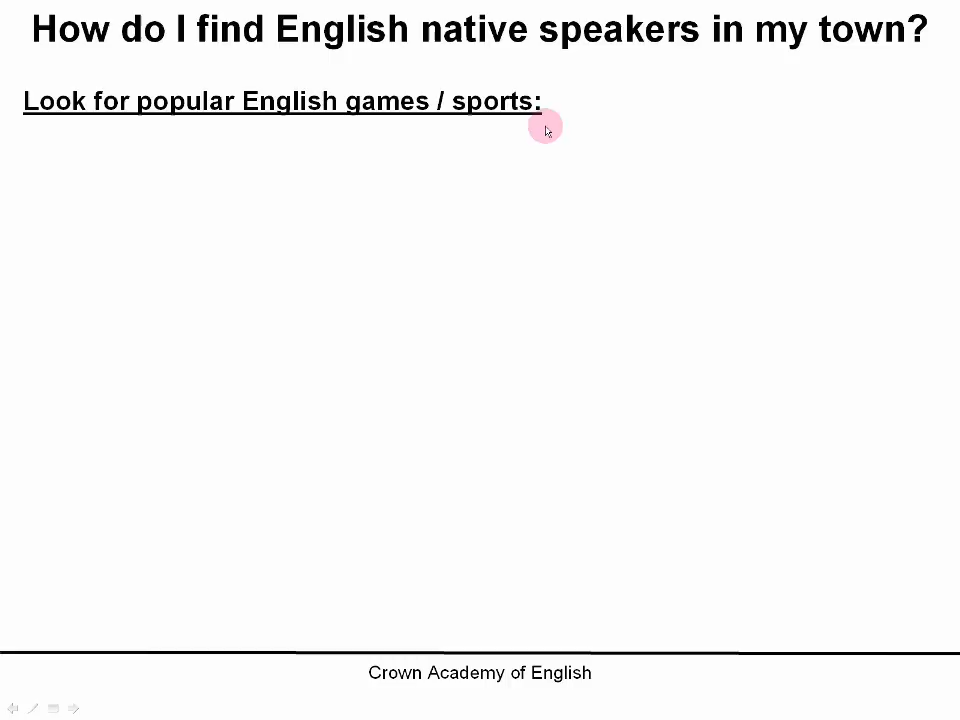 How do I find English native speakers in my town?
Look for popular English games / sports:
Crown Academy of English